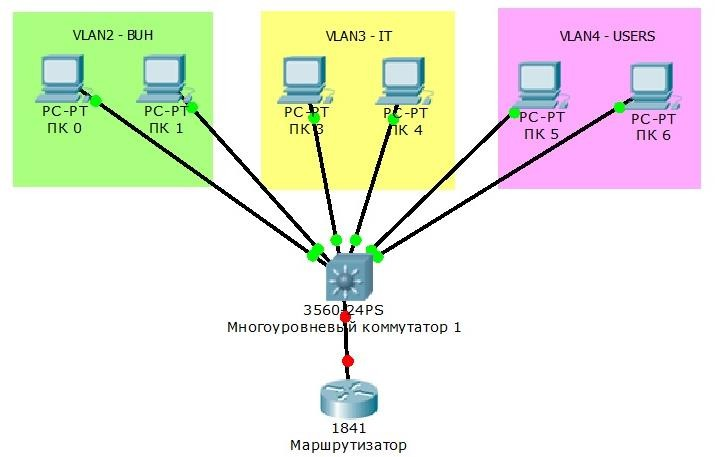 VLAN2 - BUH
VLAN3 - IT
VLAN4 - USERS
PC-PT
ПК 0
PC-PT
ПК 1
PC-PT
ПК 3
PC-PT
ПК 4
PC-PT
ПК 5
PC-PT
ПК 6
3560-24PS
Многоуровневый коммутатор 1
1841
Маршрутизатор